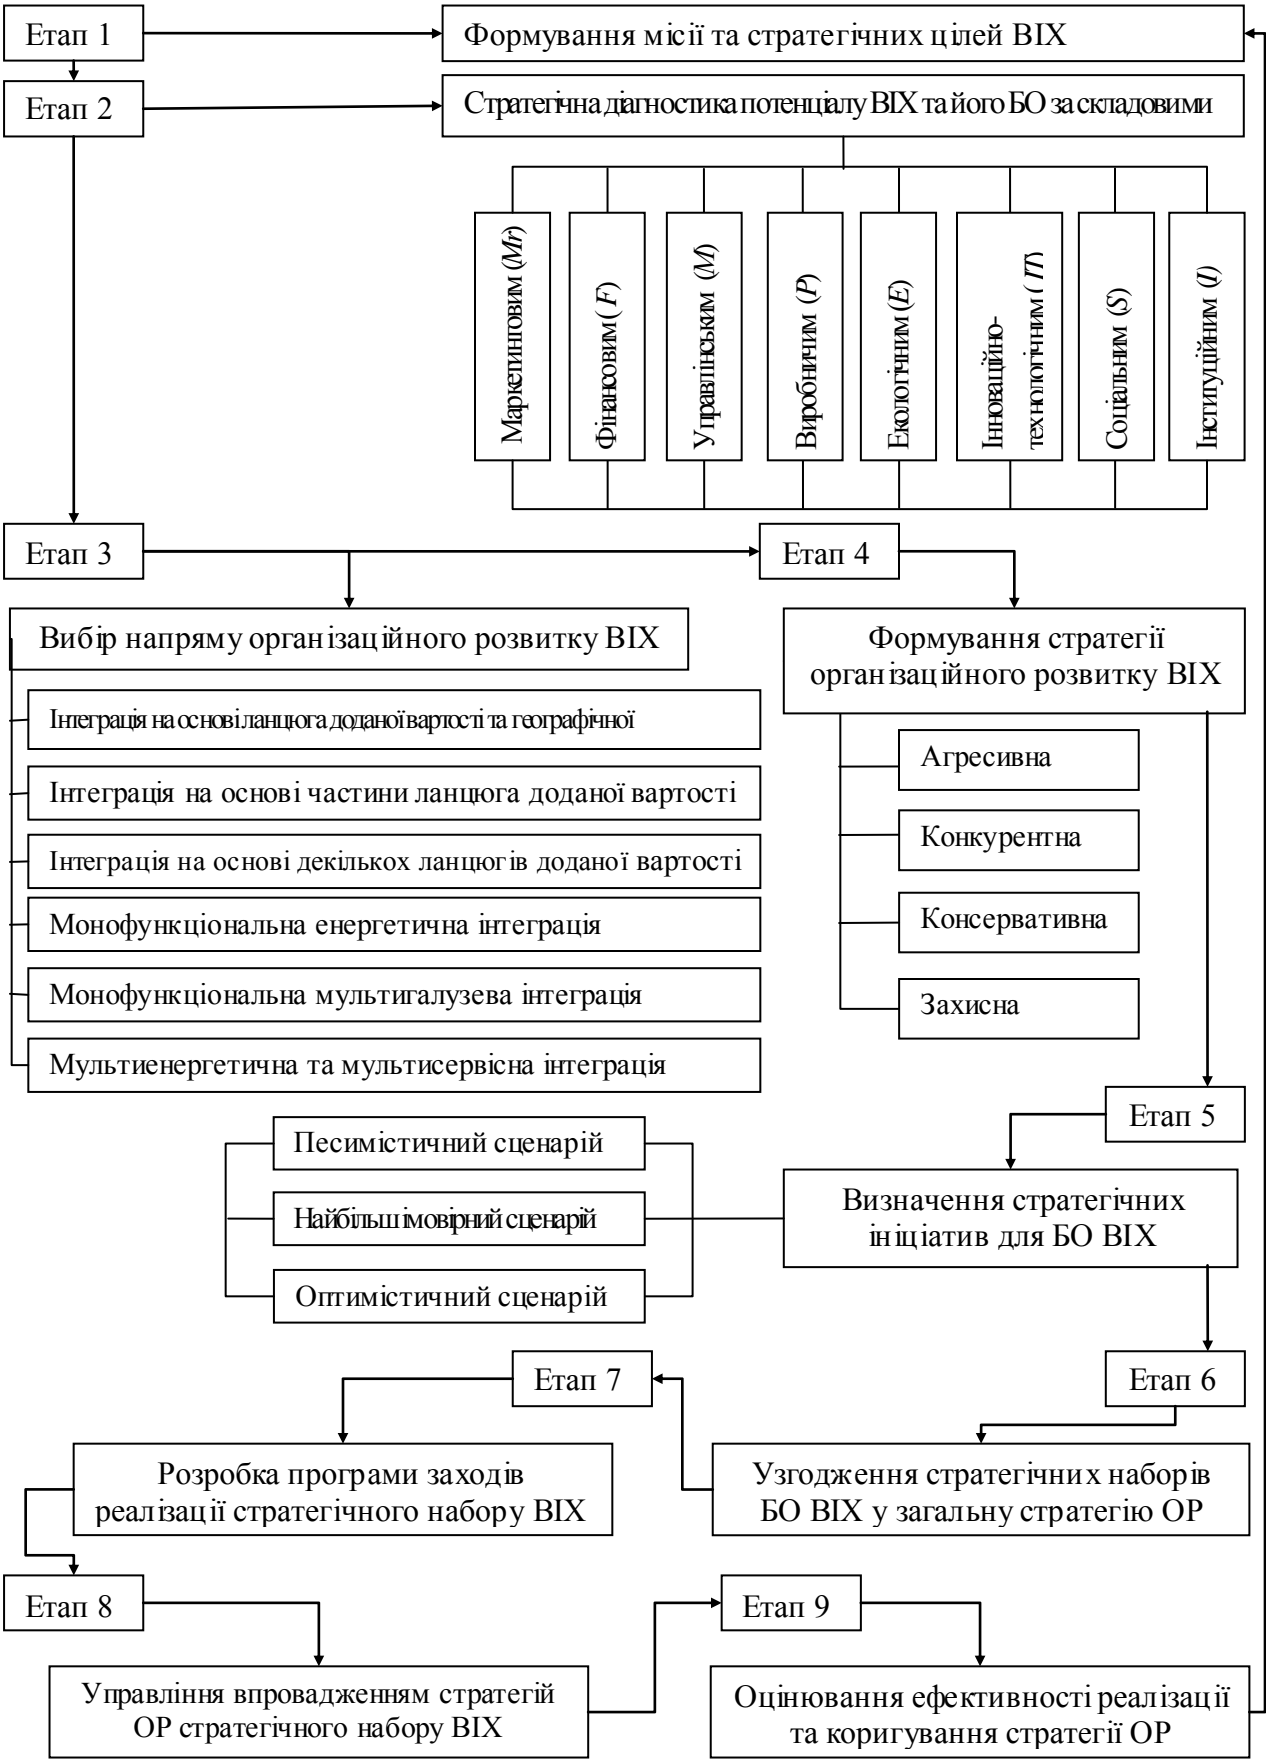 Етап 1
Формування місії та стратегічних цілей ВІХ
Етап 2
Стратегічна діагностика потенціалу ВІХ та його БО за складовими
Маркетинговим (Mr)
Фінансовим (F)
Управлінським (M)
Виробничим (P)
Екологічним (E)
Інноваційно-
технологічним (IT)
Соціальним (S)
Інституційним (I)
Етап 3
Етап 4
Вибір напряму організаційного розвитку ВІХ
Інтеграція на основі ланцюга доданої вартості та географічної
Інтеграція на основі частини ланцюга доданої вартості
Інтеграція на основі декількох ланцюгів доданої вартості
Монофункціональна енергетична інтеграція
Монофункціональна мультигалузева інтеграція
Мультиенергетична та мультисервісна інтеграція
Формування стратегії
організаційного розвитку ВІХ
Агресивна
Конкурентна
Консервативна
Захисна
Етап 5
Визначення стратегічних
ініціатив для БО ВІХ
Песимістичний сценарій
Найбільш імовірний сценарій
Оптимістичний сценарій
Етап 6
Узгодження стратегічних наборів
БО ВІХ у загальну стратегію ОР
Етап 7
Розробка програми заходів
реалізації стратегічного набору ВІХ
Етап 8
Управління впровадженням стратегій
ОР стратегічного набору ВІХ
Етап 9
Оцінювання ефективності реалізації
та коригування стратегії ОР